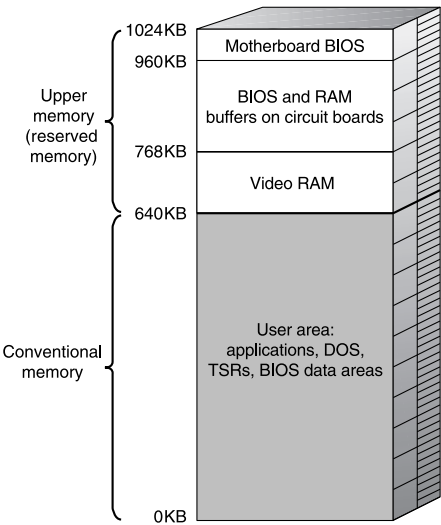 1024KB
Motherboard BIOS
960KB
Upper
memory
(reserved
memory)
BIOS and RAM
buffers on circuit boards
768KB
Video RAM
640KB
Conventional
memory
User area:
applications, DOS,
TSRs, BIOS data areas
0KB